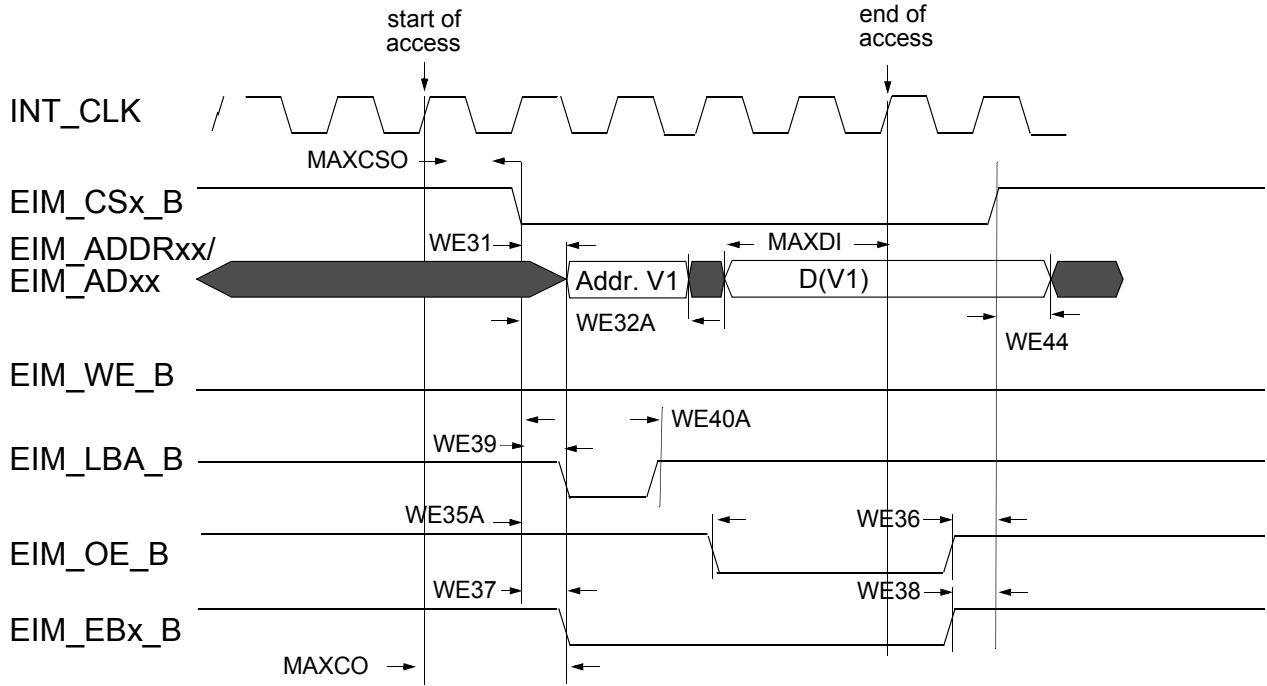 start of
access
end of
access
INT_CLK
MAXCSO
EIM_CSx_B
EIM_ADDRxx/
EIM_ADxx
WE31
MAXDI
Addr. V1
D(V1)
WE32A
WE44
EIM_WE_B
WE40A
WE39
EIM_LBA_B
WE35A
WE36
EIM_OE_B
WE37
WE38
EIM_EBx_B
MAXCO